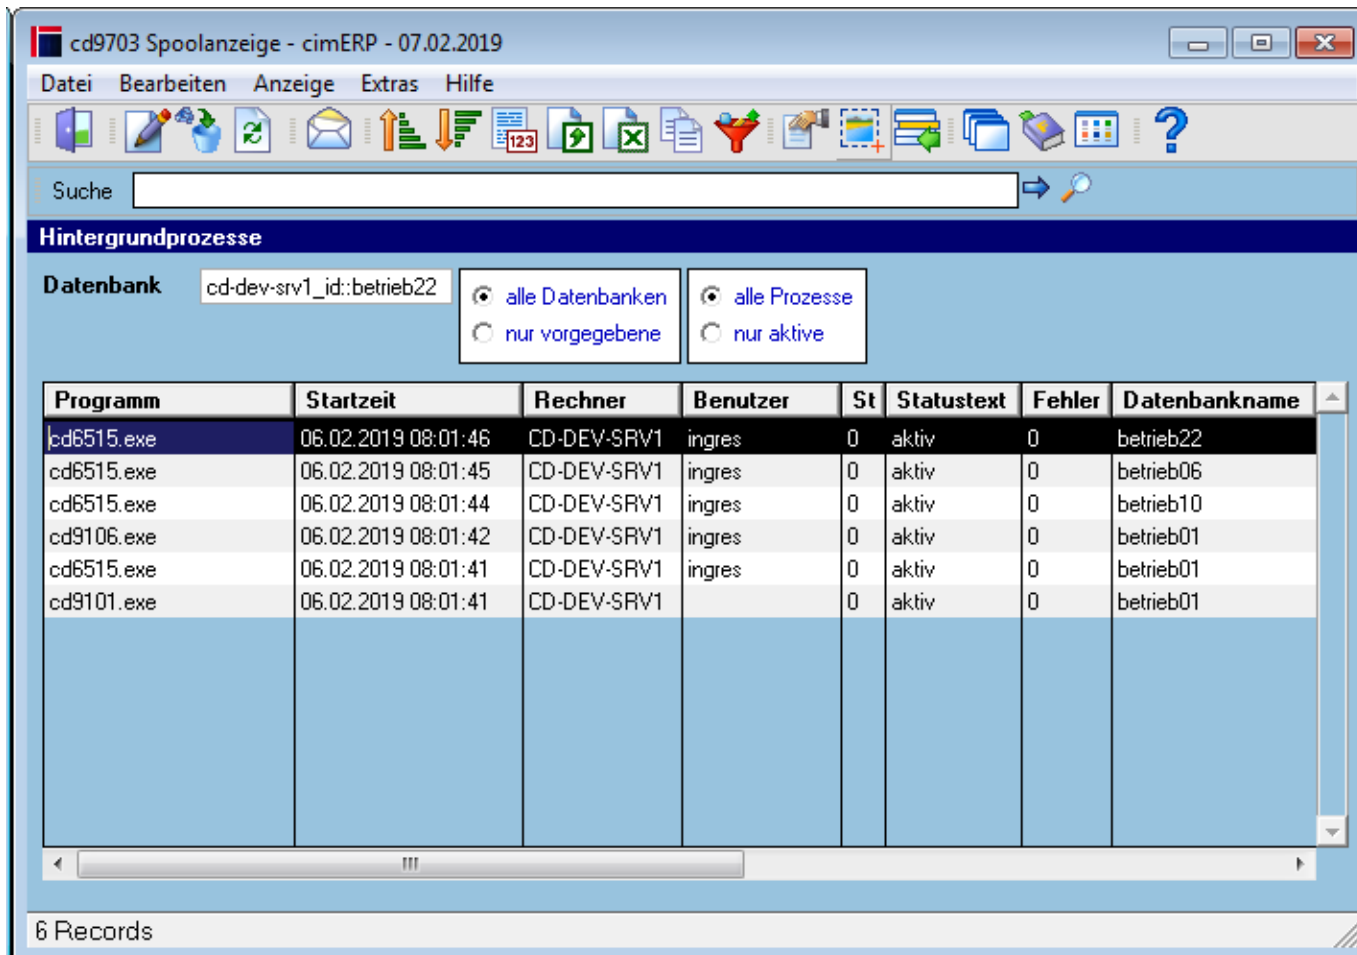 cd9703 Spoolanzeige - cimERP - 07.02.2019
Datei Bearbeiten Anzeige Extras Hilfe
123
Suche
Hintergrundprozesse
Datenbank cd-dev-srv1_id::betrieb22 alle Datenbanken alle Prozesse
nur vorgegebene nur aktive
Programm Startzeit Rechner Benutzer St Statustext Fehler Datenbankname
cd6515.exe 06.02.2019 08:01:46 CD-DEV-SRV1 ingres 0 aktiv 0 betrieb22
cd6515.exe 06.02.2019 08:01:45 CD-DEV-SRV1 ingres 0 aktiv 0 betrieb06
cd6515.exe 06.02.2019 08:01:44 CD-DEV-SRV1 ingres 0 aktiv 0 betrieb10
cd9106.exe 06.02.2019 08:01:42 CD-DEV-SRV1 ingres 0 aktiv 0 betrieb01
cd6515.exe 06.02.2019 08:01:41 CD-DEV-SRV1 ingres 0 aktiv 0 betrieb01
cd9101.exe 06.02.2019 08:01:41 CD-DEV-SRV1 0 aktiv 0 betrieb01
6 Records